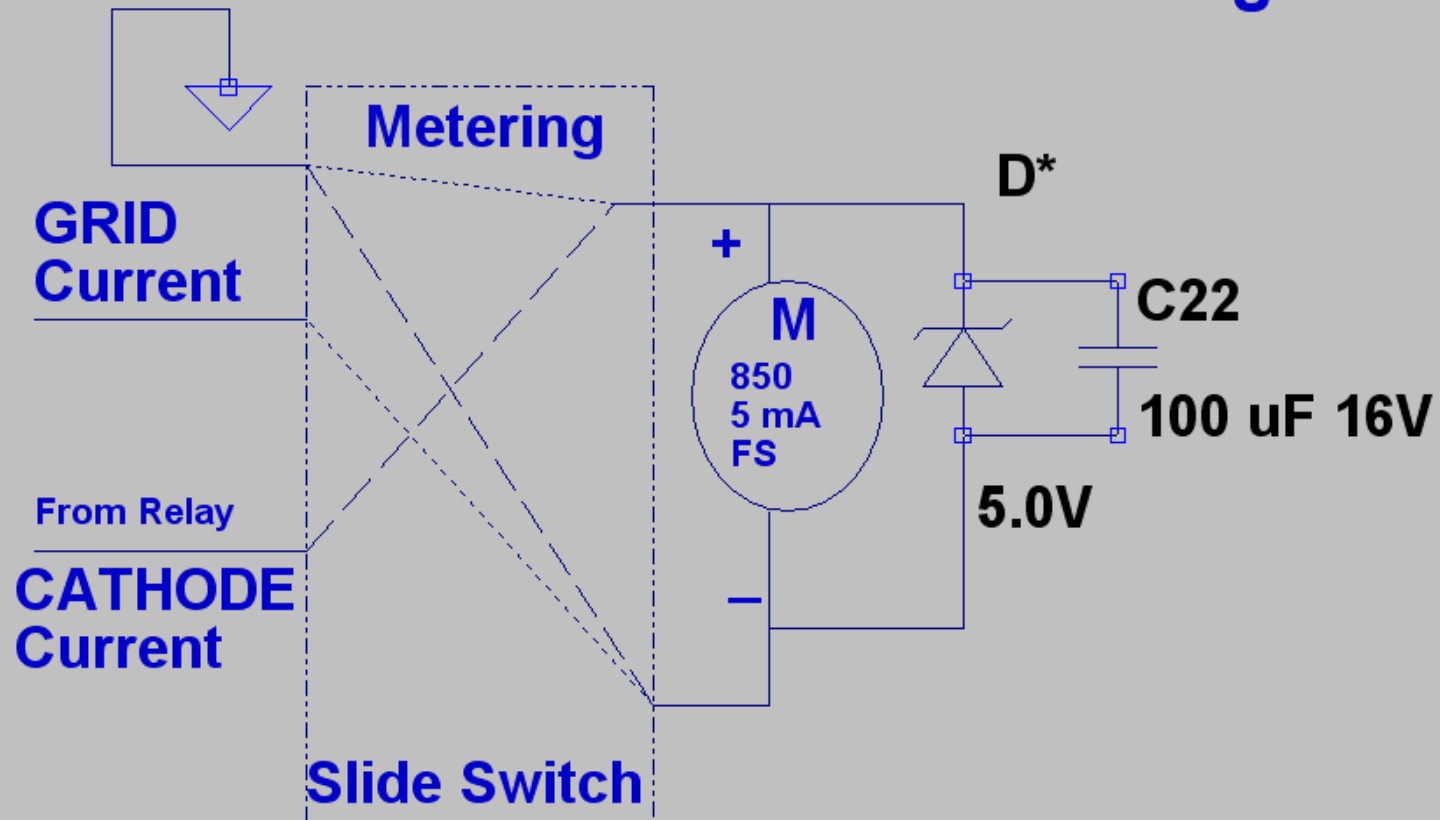 Metering
D*
GRID
Current
+
C22
M
850
5 mA
FS
100 uF 16V
From Relay
5.0V
CATHODE
Current
–
Slide Switch